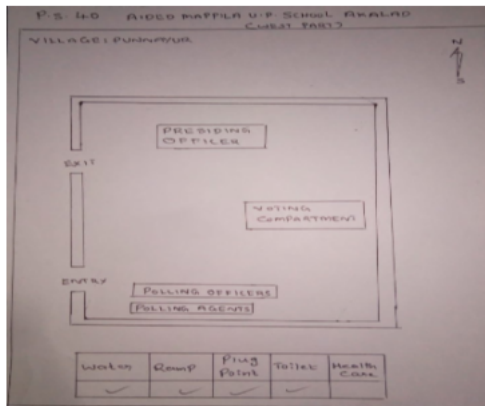 P.S. 40 AIDED MAPPILA U.P. SCHOOL AKALAD
(WEST PART)
VILLAGE: PUNNAYUR
N
S
PRESIDING
OFFICER
EXIT
VOTING
COMPARTMENT
ENTRY
POLLING OFFICERS
POLLING AGENTS
Water Ramp Plug Point Toilet Health Care
✓ ✓ ✓ ✓